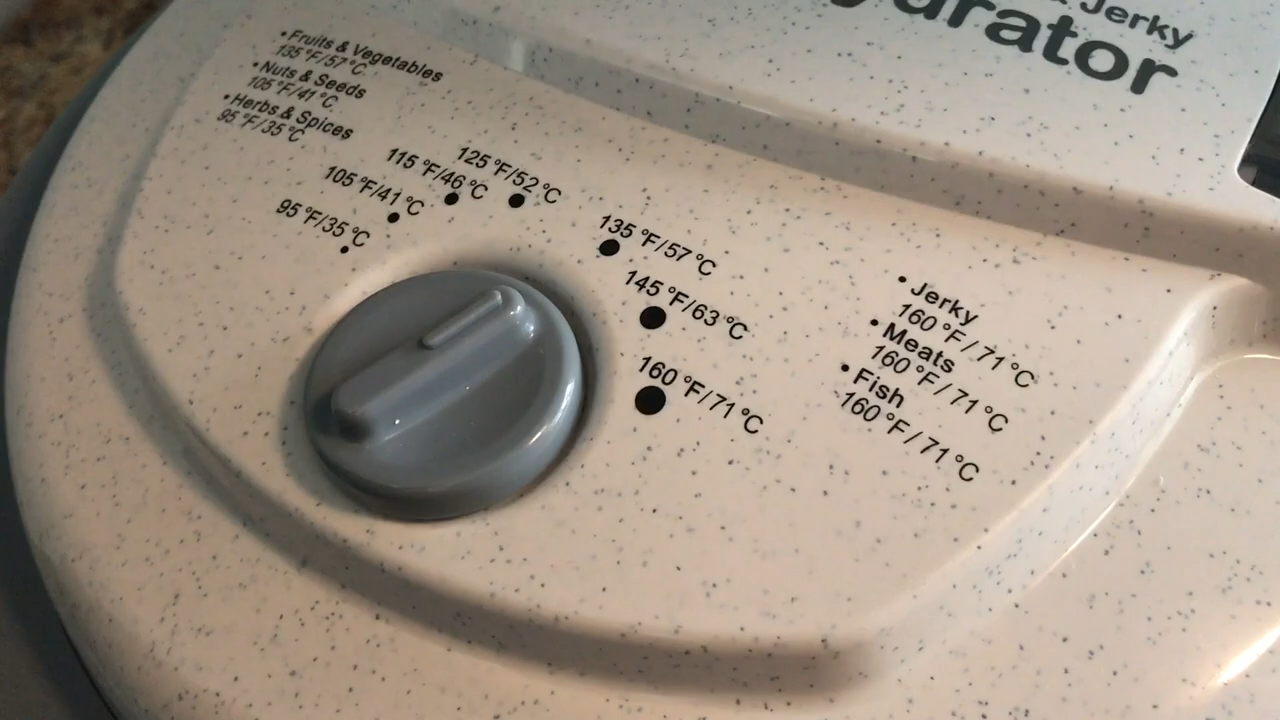 Jerky
• Fruits & Vegetables
135 °F/57 °C
• Nuts & Seeds
105 °F/41 °C
• Herbs & Spices
95 °F/35 °C
95 °F/35 °C
105 °F/41 °C
115 °F/46 °C
125 °F/52 °C
135 °F/57 °C
145 °F/63 °C
160 °F/71 °C
• Jerky
160 °F / 71 °C
• Meats
160 °F / 71 °C
• Fish
160 °F / 71 °C